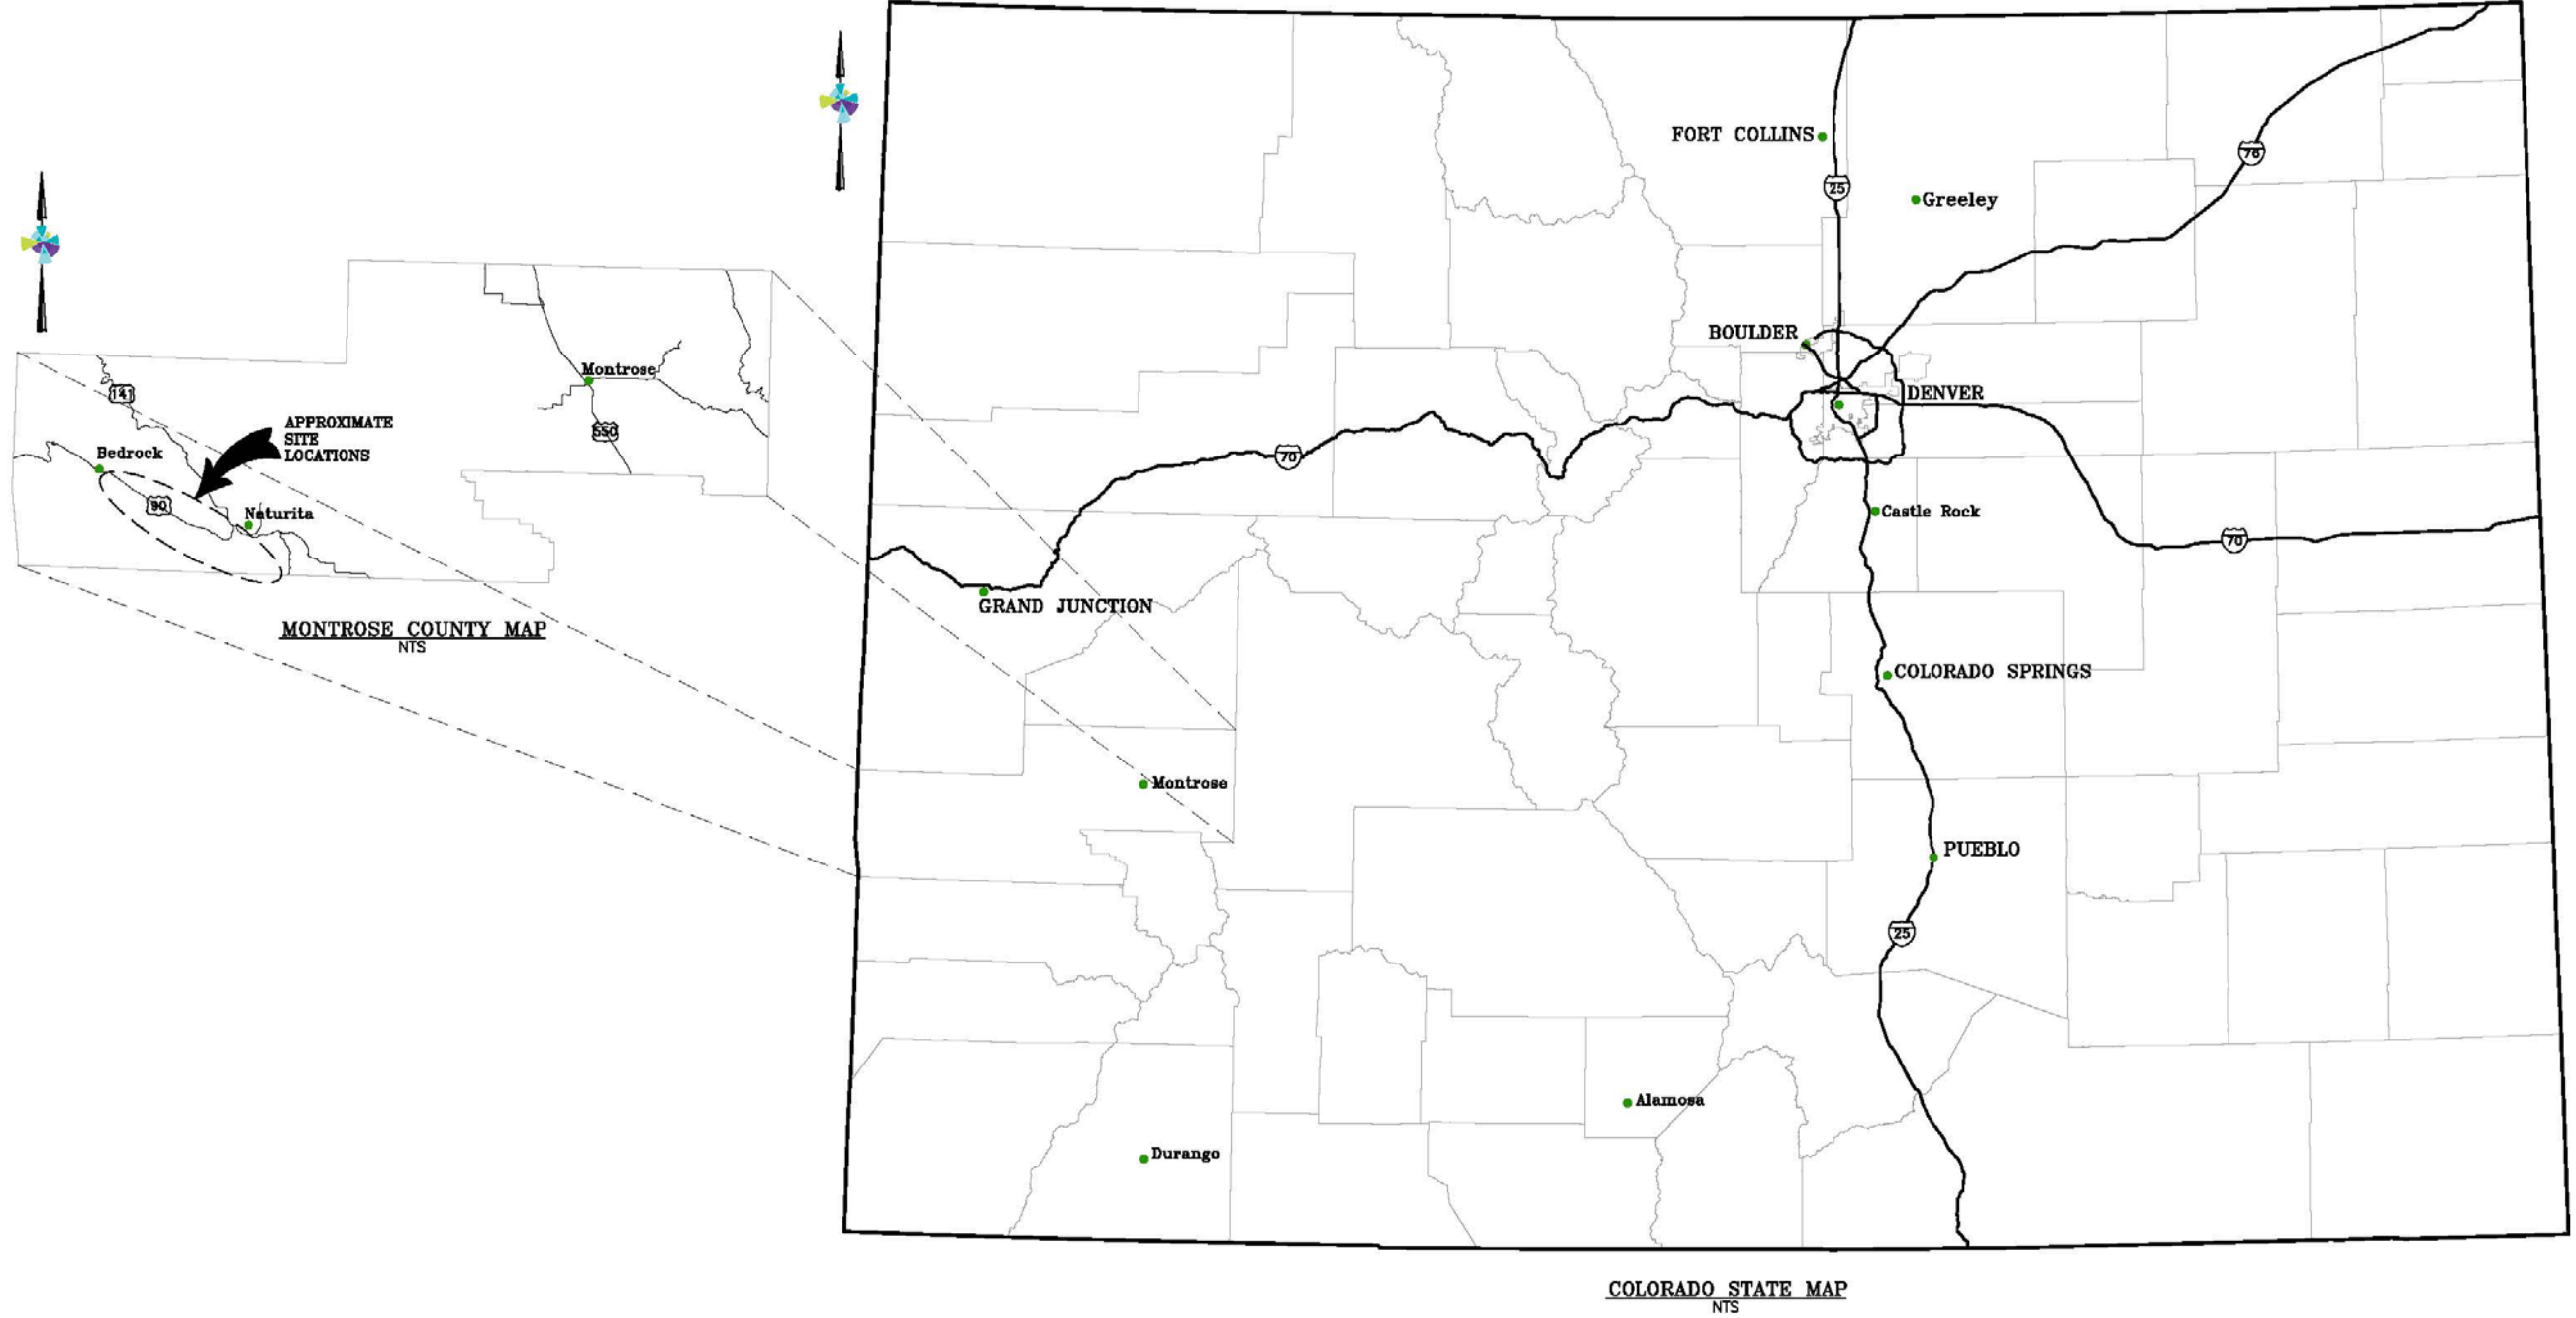 FORT COLLINS
25
76
Greeley
BOULDER
DENVER
70
Castle Rock
70
GRAND JUNCTION
COLORADO SPRINGS
Montrose
PUEBLO
25
Alamosa
Durango
COLORADO STATE MAP
NTS
Montrose
141
550
APPROXIMATE
SITE
LOCATIONS
Bedrock
90
Naturita
MONTROSE COUNTY MAP
NTS